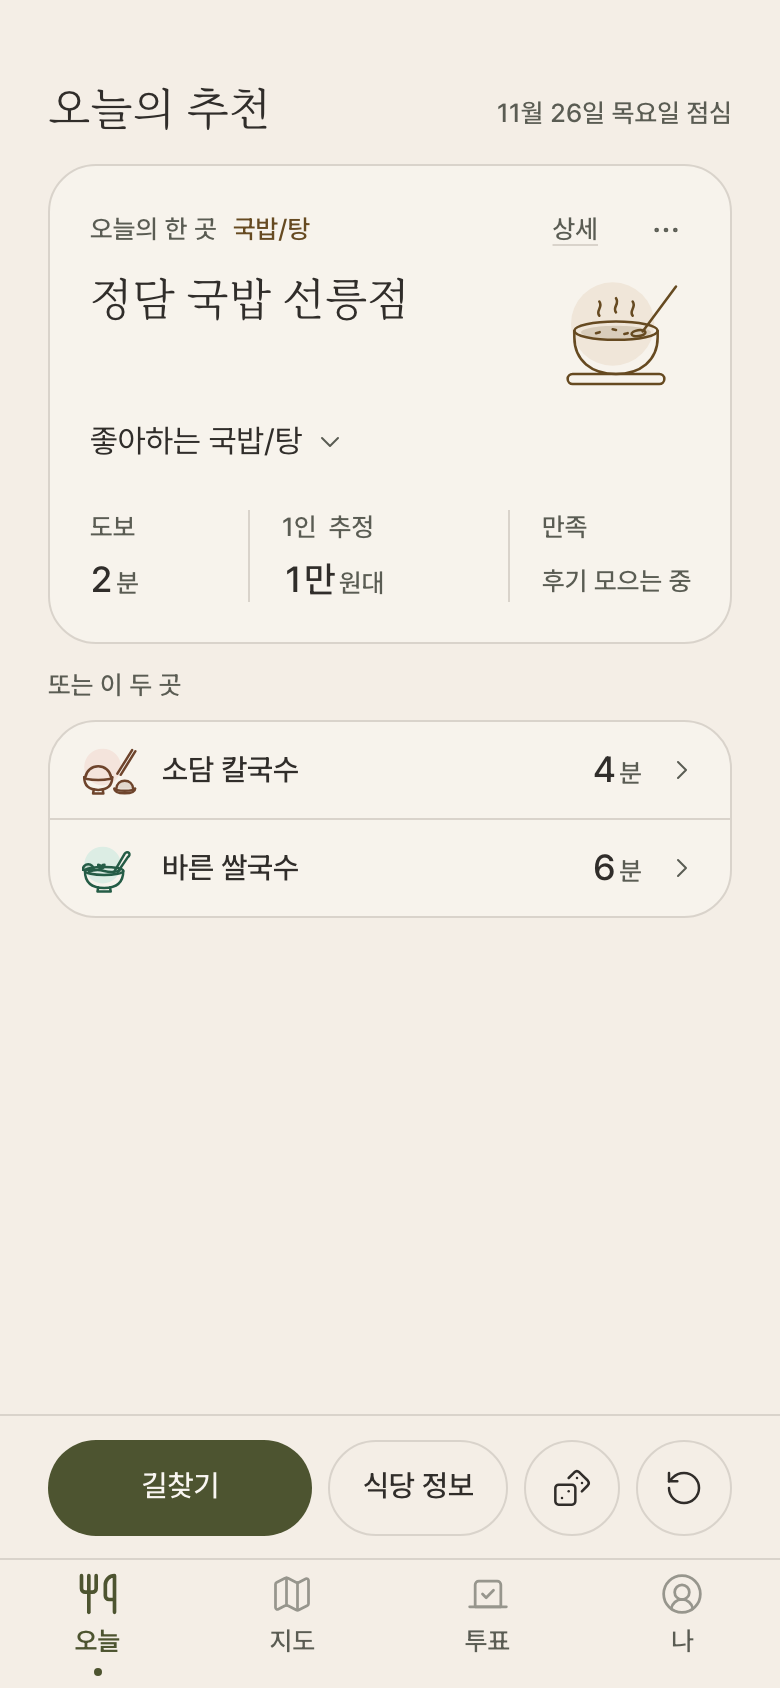 오늘의 추천
11월 26일 목요일 점심
오늘의 한 곳 국밥/탕
상세
정담 국밥 선릉점
좋아하는 국밥/탕
도보
1인 추정
만족
2분
1만원대
후기 모으는 중
또는 이 두 곳
소담 칼국수
4분
바른 쌀국수
6분
길찾기
식당 정보
오늘
지도
투표
나